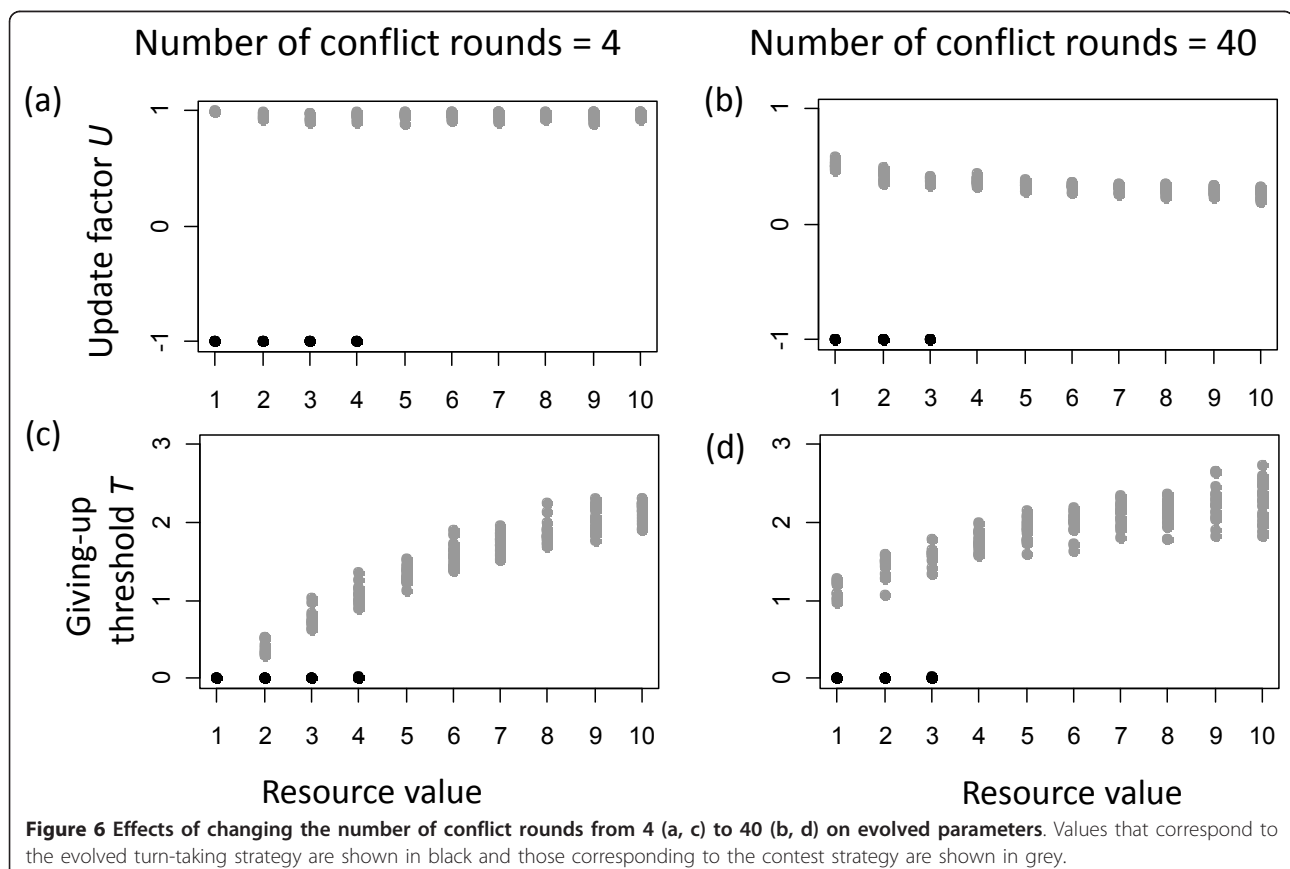 Number of conflict rounds = 4
Number of conflict rounds = 40
(a)
Update factor U
1
0
-1
1 2 3 4 5 6 7 8 9 10
(b)
1
0
-1
1 2 3 4 5 6 7 8 9 10
(c)
Giving-up
threshold T
3
2
1
0
1 2 3 4 5 6 7 8 9 10
Resource value
(d)
3
2
1
0
1 2 3 4 5 6 7 8 9 10
Resource value
Figure 6 Effects of changing the number of conflict rounds from 4 (a, c) to 40 (b, d) on evolved parameters. Values that correspond to
the evolved turn-taking strategy are shown in black and those corresponding to the contest strategy are shown in grey.